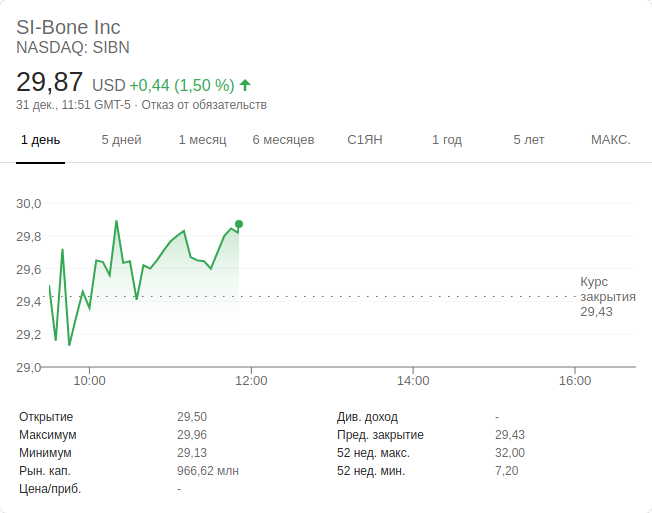 SI-Bone Inc
NASDAQ: SIBN
29,87 USD +0,44 (1,50 %)
31 дек., 11:51 GMT-5 · Отказ от обязательств
1 день 5 дней 1 месяц 6 месяцев С1ЯН 1 год 5 лет МАКС.
30,0
29,8
29,6
29,4
29,2
29,0
Курс
закрытия
29,43
10:00 12:00 14:00 16:00
Открытие 29,50 Див. доход -
Максимум 29,96 Пред. закрытие 29,43
Минимум 29,13 52 нед. макс. 32,00
Рын. кап. 966,62 млн 52 нед. мин. 7,20
Цена/приб. -